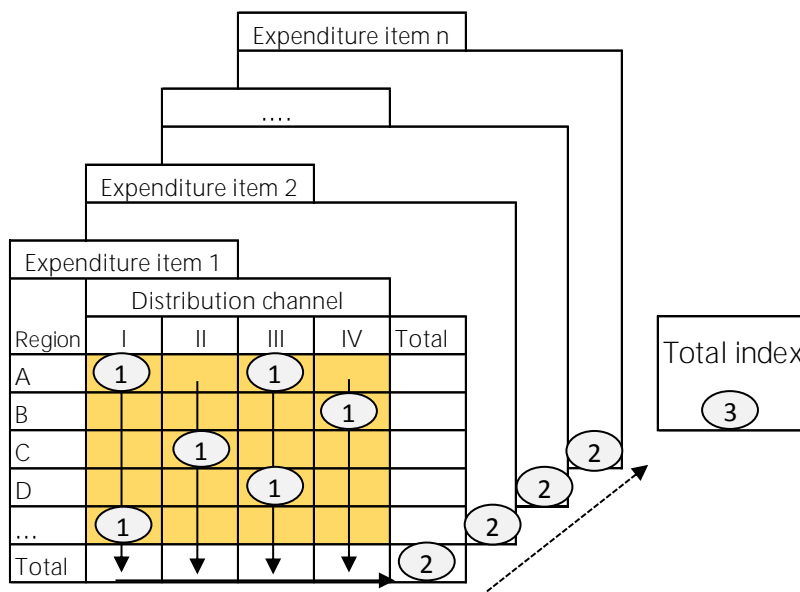 Expenditure item n
....
Expenditure item 2
Expenditure item 1
Distribution channel
Region I II III IV Total
A 1 1
B 1
C 1
D 1
... 1
Total 2
2
2
2
Total index
3